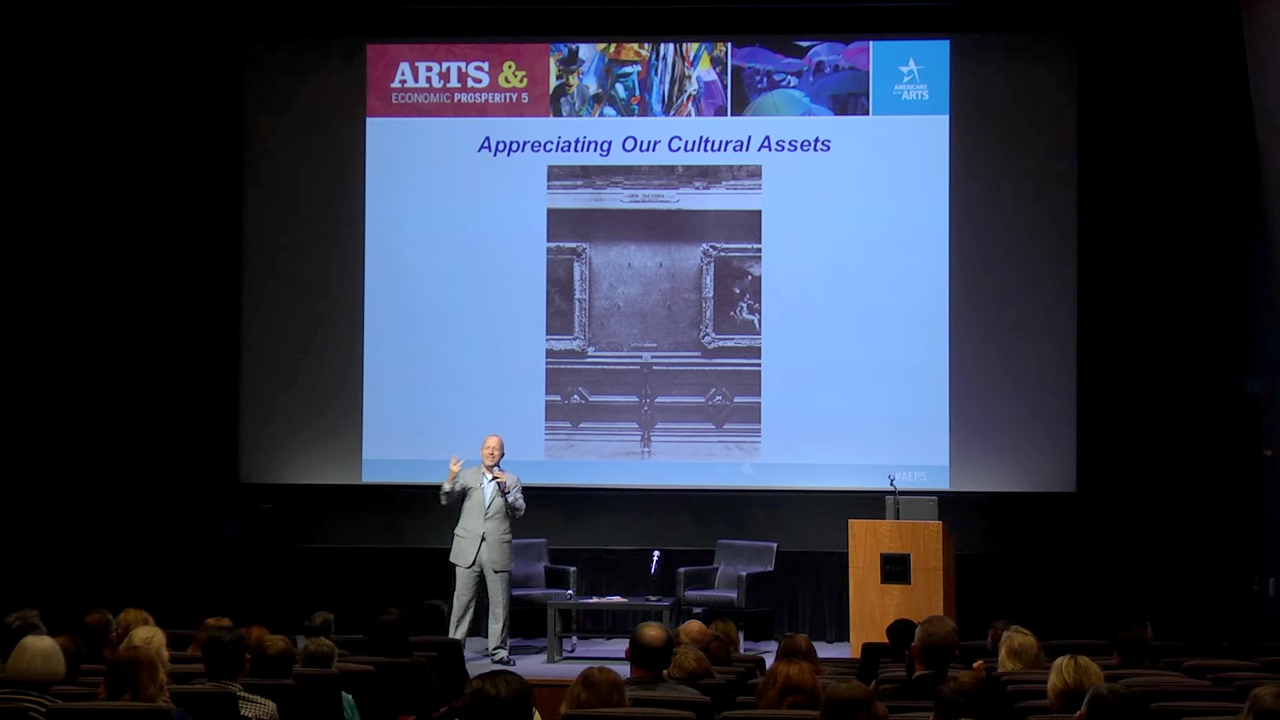 ARTS &
ECONOMIC PROSPERITY 5
AMERICANS
for the
ARTS
Appreciating Our Cultural Assets
#AEP5